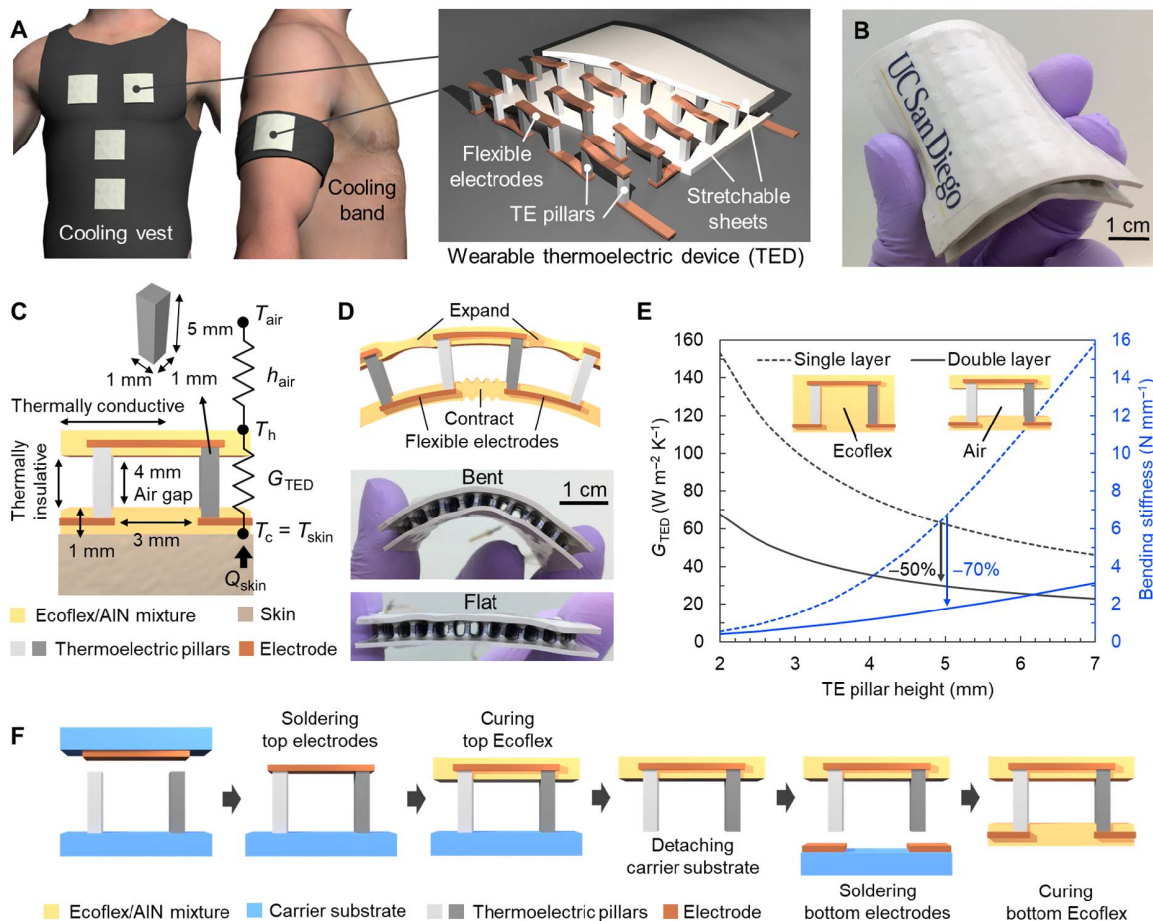 A
Cooling vest
Cooling
band
Flexible
electrodes
TE pillars
Stretchable
sheets
Wearable thermoelectric device (TED)
B
UC San Diego
1 cm
C
5 mm
1 mm
1 mm
T_air
h_air
Thermally conductive
T_h
Thermally
insulative
4 mm
Air gap
G_TED
1 mm
3 mm
T_c = T_skin
Q_skin
Ecoflex/AlN mixture
Skin
Thermoelectric pillars
Electrode
D
Expand
Contract
Flexible electrodes
Bent
1 cm
Flat
E
Single layer
Double layer
Ecoflex
Air
–50%
–70%
G_TED (W m⁻² K⁻¹)
160
140
120
100
80
60
40
20
0
Bending stiffness (N mm⁻¹)
16
14
12
10
8
6
4
2
0
2 3 4 5 6 7
TE pillar height (mm)
F
Soldering
top electrodes
Curing
top Ecoflex
Detaching
carrier substrate
Soldering
bottom electrodes
Curing
bottom Ecoflex
Ecoflex/AlN mixture
Carrier substrate
Thermoelectric pillars
Electrode